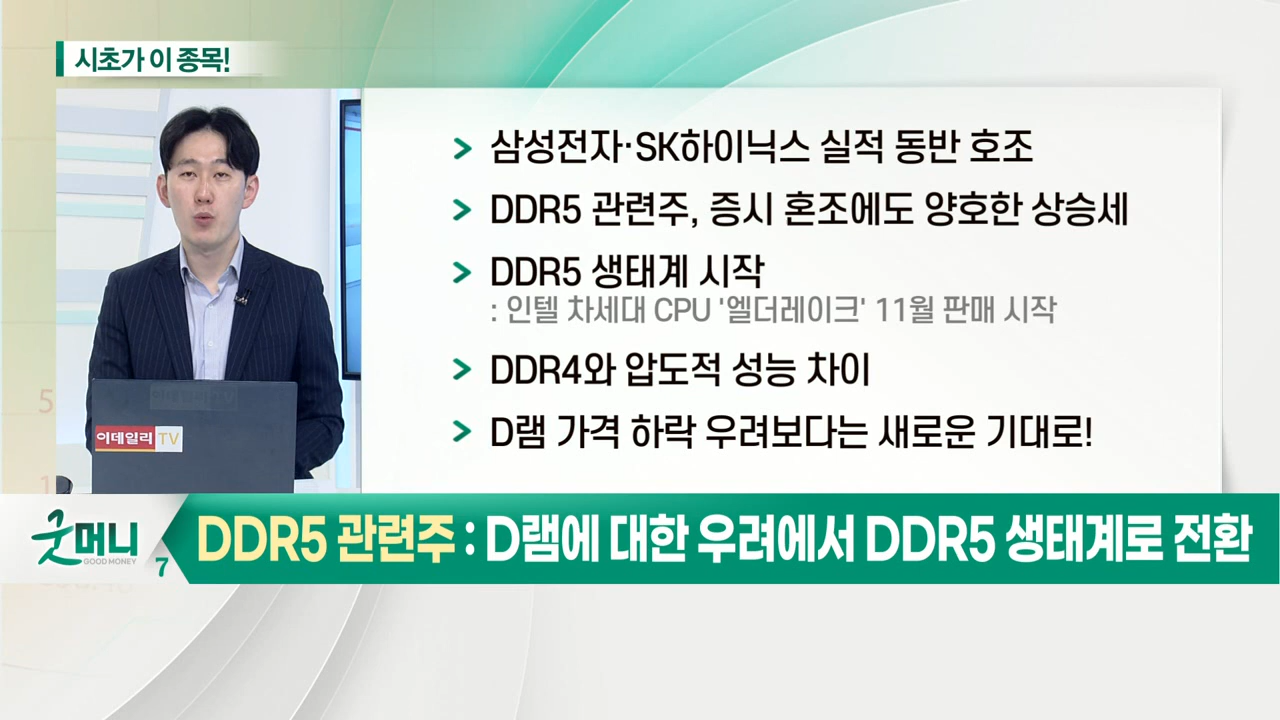 시초가 이 종목!
삼성전자·SK하이닉스 실적 동반 호조
DDR5 관련주, 증시 혼조에도 양호한 상승세
DDR5 생태계 시작
: 인텔 차세대 CPU '엘더레이크' 11월 판매 시작
DDR4와 압도적 성능 차이
D램 가격 하락 우려보다는 새로운 기대로!
이데일리 TV
굿머니
GOOD MONEY
7
DDR5 관련주 : D램에 대한 우려에서 DDR5 생태계로 전환
5
1